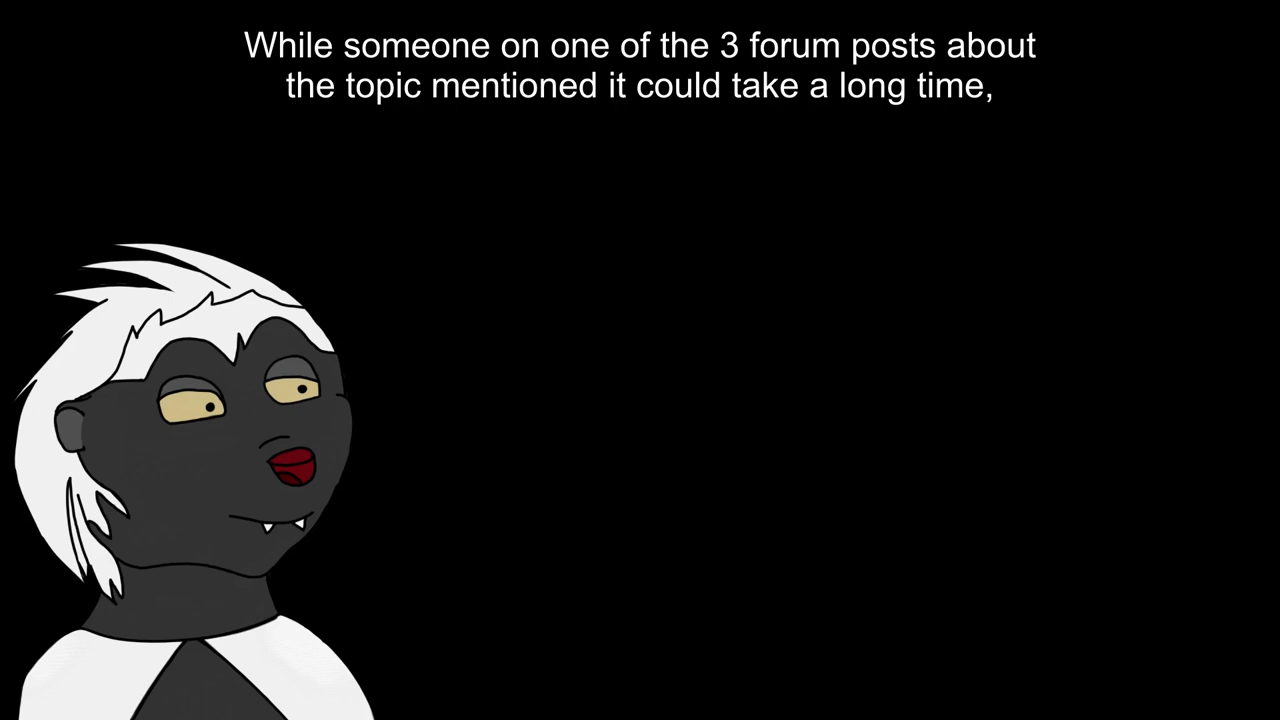 While someone on one of the 3 forum posts about
the topic mentioned it could take a long time,